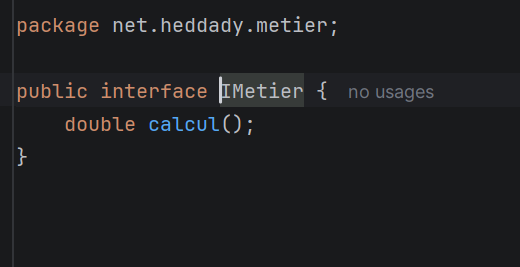 package net.heddady.metier;
public interface IMetier {  no usages
    double calcul();
}